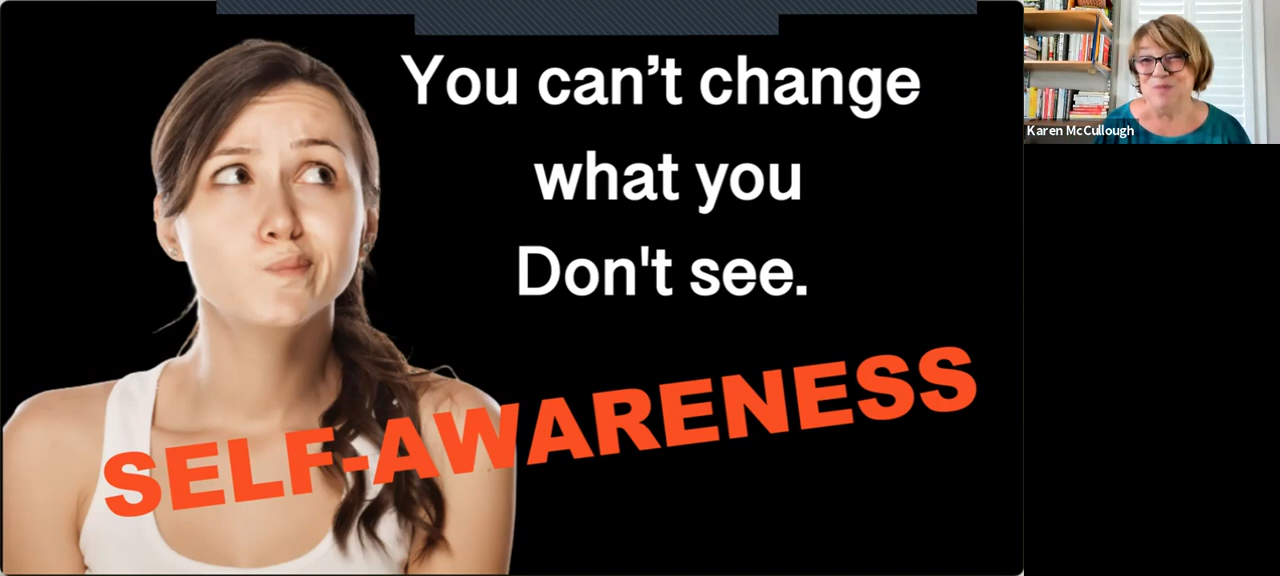 You can’t change
what you
Don't see.
SELF-AWARENESS
Karen McCullough